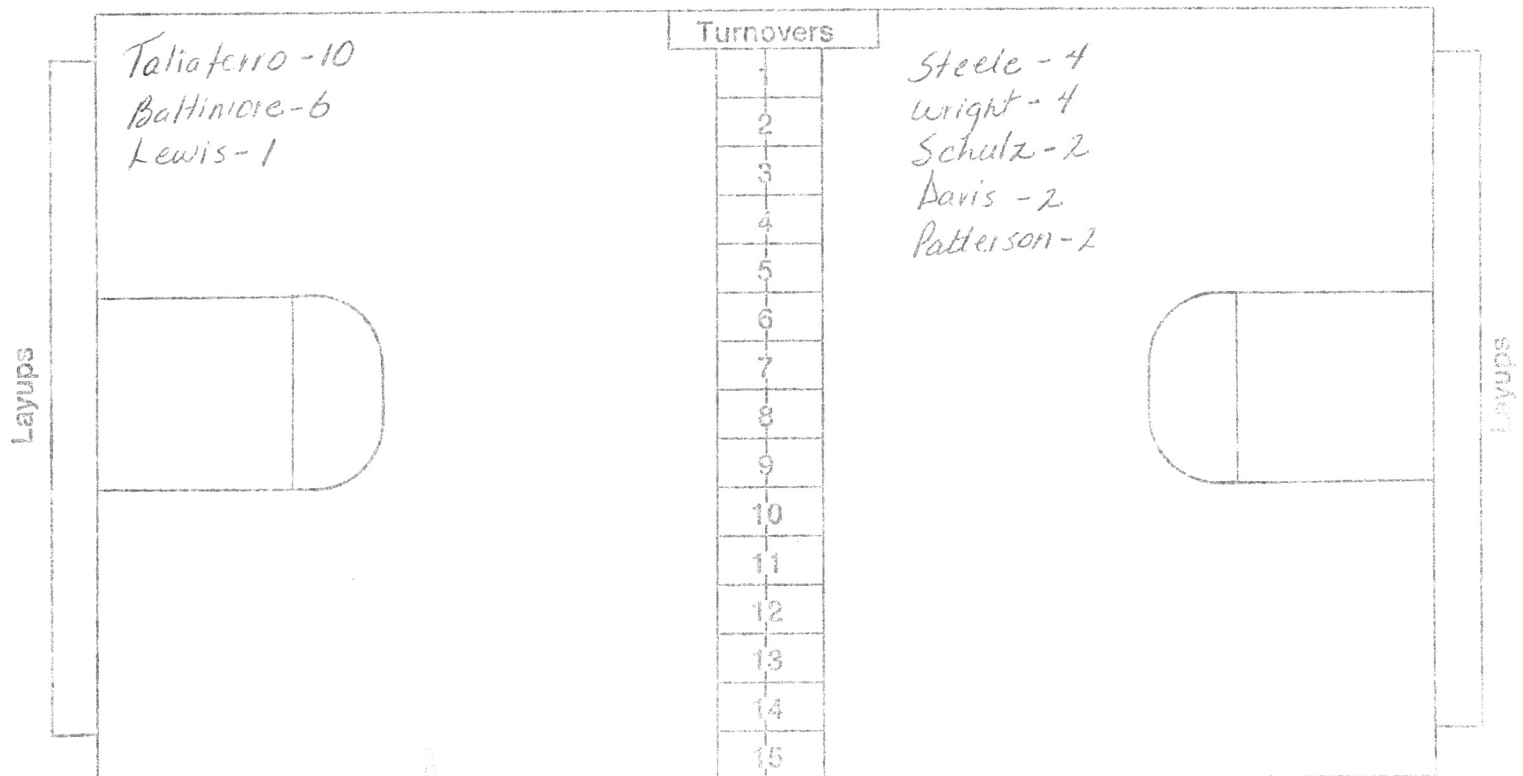 Turnovers
Taliaferro - 10
Baltimore - 6
Lewis - 1
Steele - 4
Wright - 4
Schulz - 2
Davis - 2
Patterson - 2
1
2
3
4
5
6
7
8
9
10
11
12
13
14
15
Layups
Layups